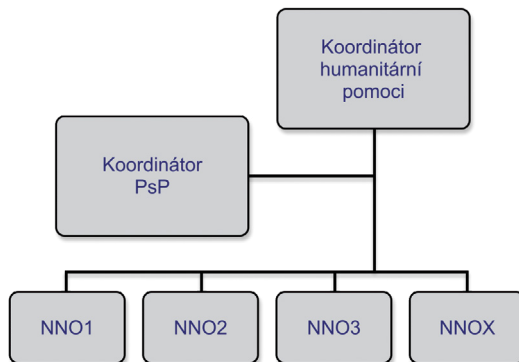 Koordinátor
humanitární
pomoci
Koordinátor
PsP
NNO1
NNO2
NNO3
NNOX